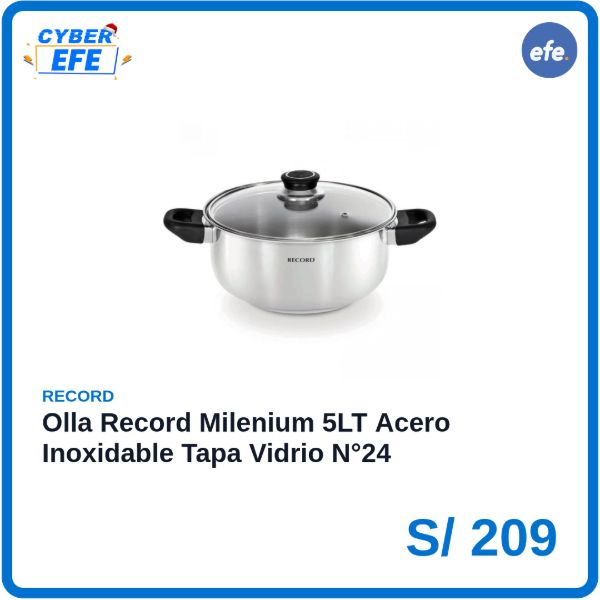 CYBER
EFE
efe.
RECORD
RECORD
Olla Record Milenium 5LT Acero
Inoxidable Tapa Vidrio N°24
S/ 209